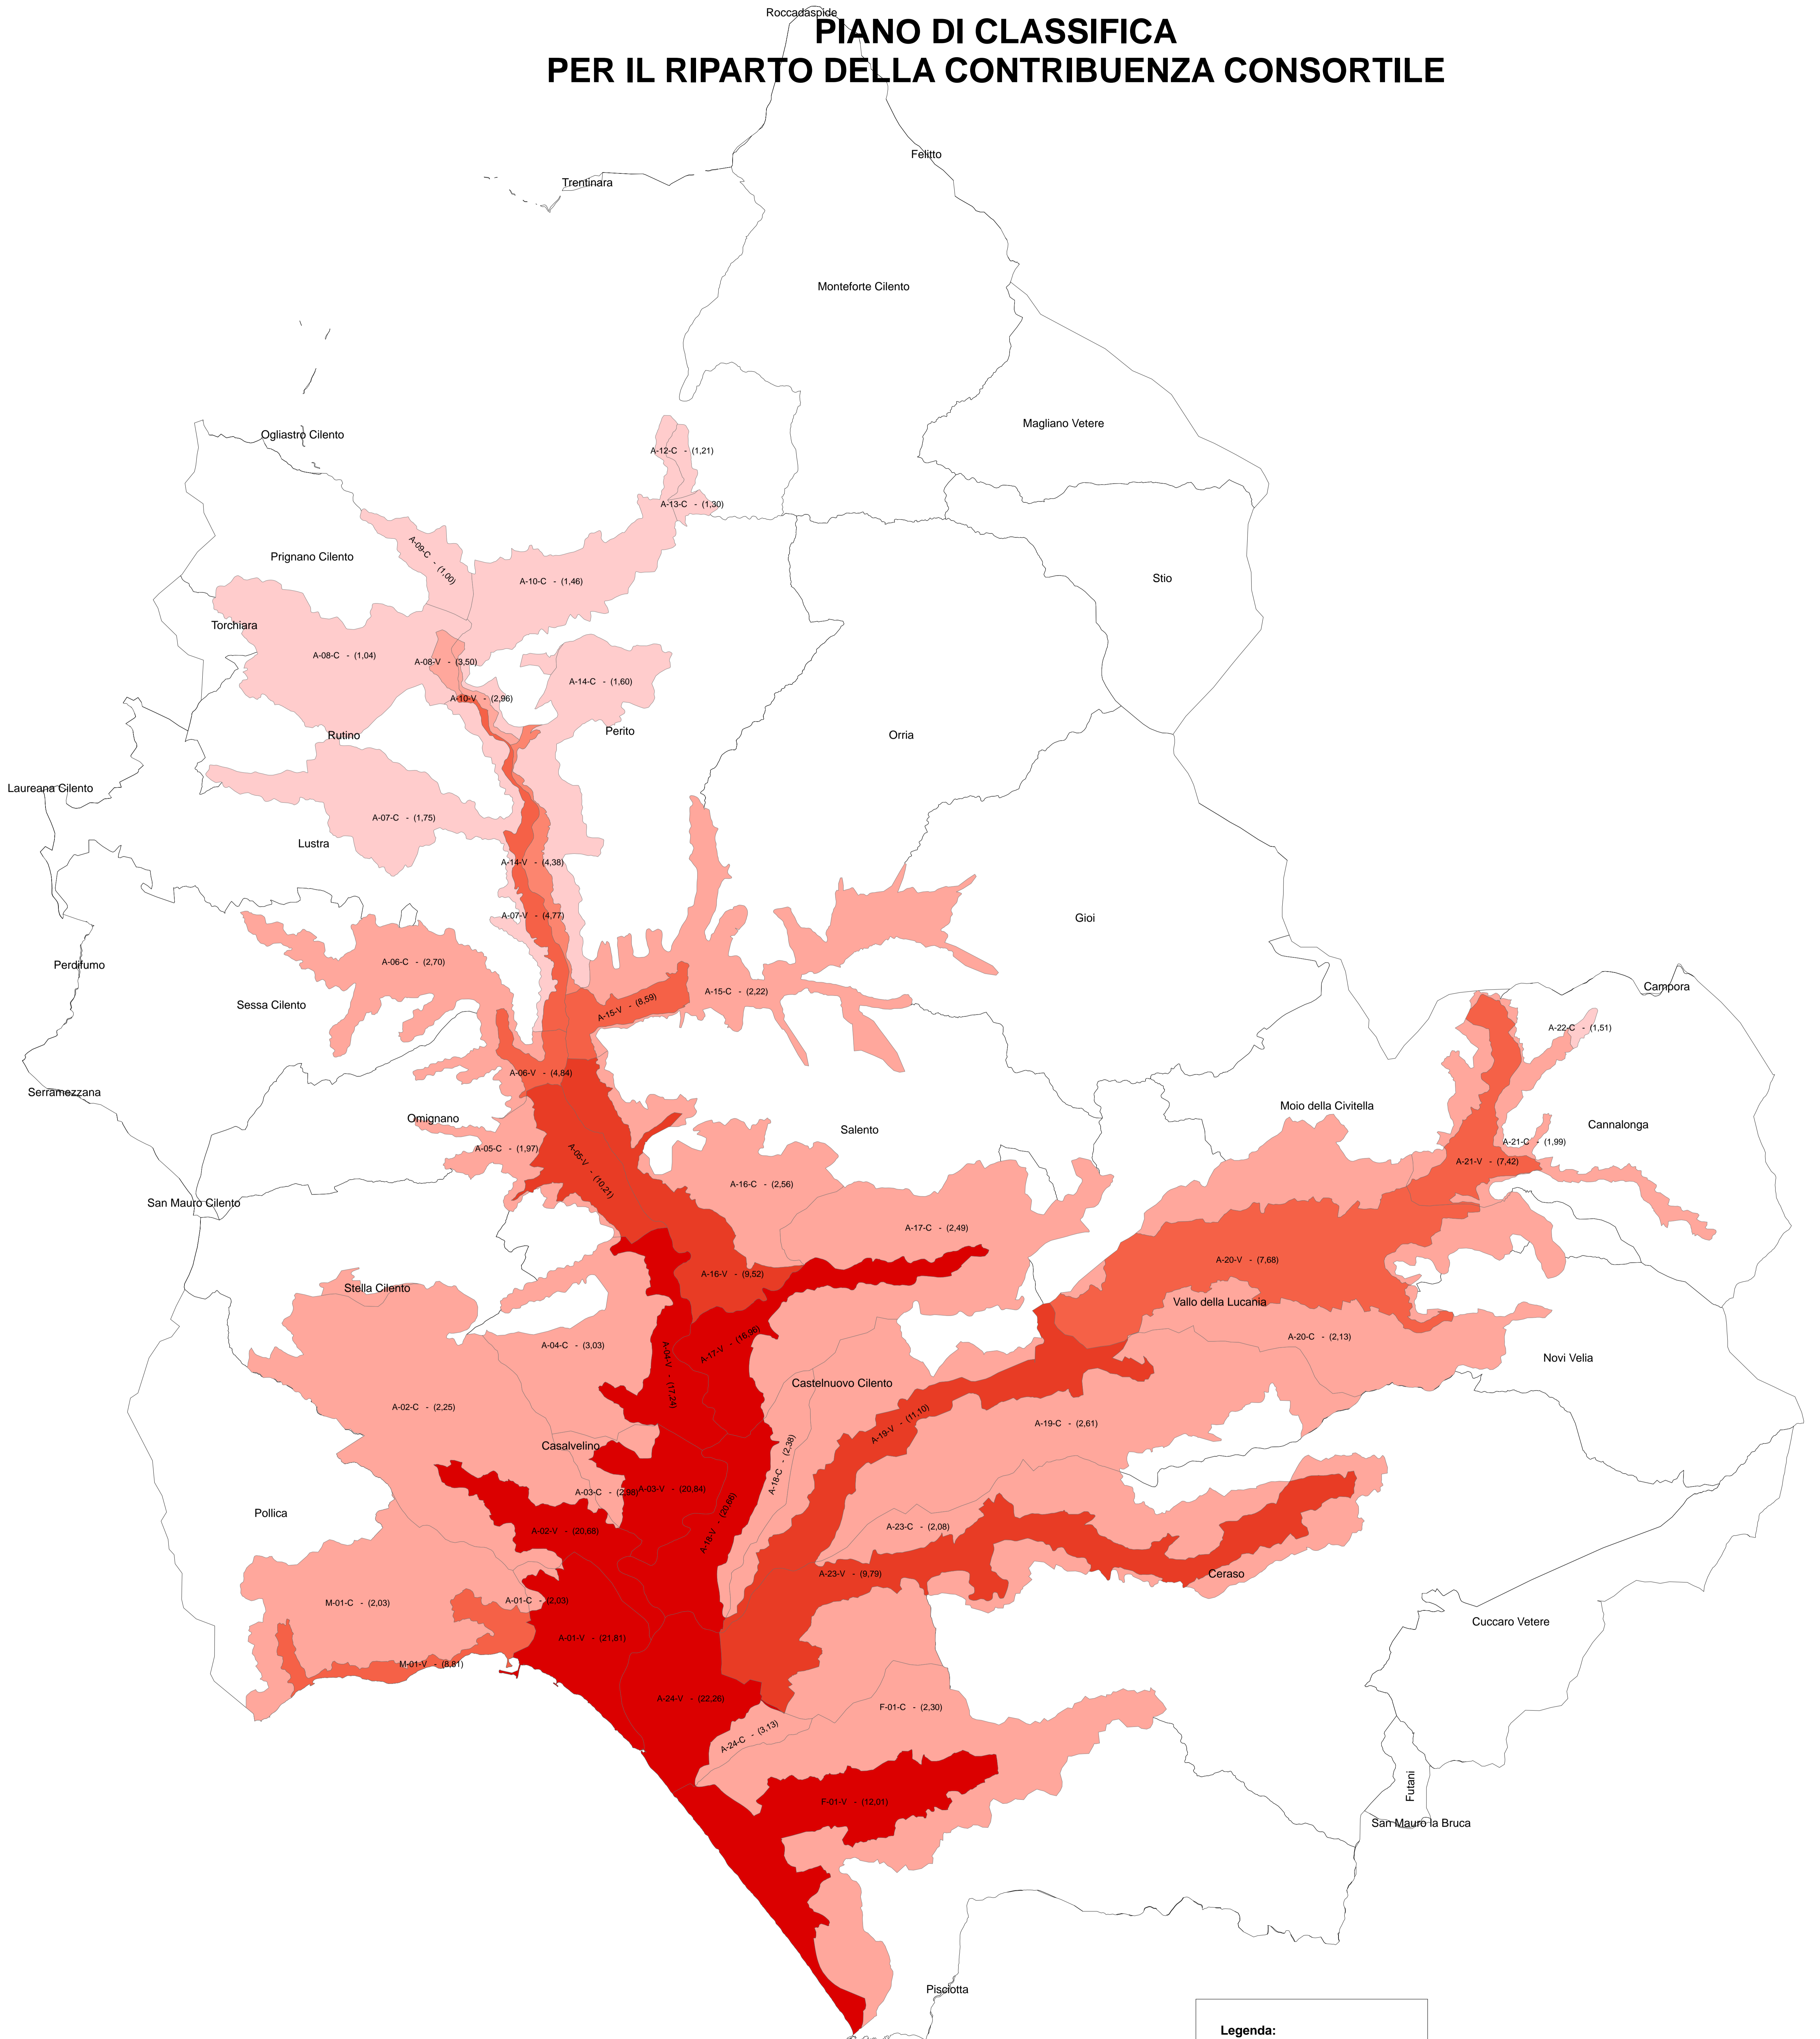 Roccadaspide
PIANO DI CLASSIFICA
PER IL RIPARTO DELLA CONTRIBUENZA CONSORTILE
Felitto
Trentinara
Monteforte Cilento
Magliano Vetere
Ogliastro Cilento
A-12-C - (1,21)
A-13-C - (1,30)
A-09-C - (1,00)
Prignano Cilento
A-10-C - (1,46)
Stio
Torchiara
A-08-C - (1,04)
A-08-V - (3,50)
A-14-C - (1,60)
A-10-V - (2,96)
Rutino
Perito
Orria
Laureana Cilento
A-07-C - (1,75)
Lustra
A-14-V - (4,38)
A-07-V - (4,77)
Gioi
Perdifumo
A-06-C - (2,70)
Sessa Cilento
A-15-V - (8,59)
A-15-C - (2,22)
Campora
A-22-C - (1,51)
A-06-V - (4,84)
Serramezzana
Omignano
Salento
Moio della Civitella
Cannalonga
A-05-C - (1,97)
A-05-V - (10,21)
A-21-C - (1,99)
A-21-V - (7,42)
A-16-C - (2,56)
San Mauro Cilento
A-17-C - (2,49)
A-20-V - (7,68)
A-16-V - (9,52)
Stella Cilento
Vallo della Lucania
A-04-C - (3,03)
A-04-V - (17,24)
A-17-V - (16,95)
A-20-C - (2,13)
Novi Velia
Castelnuovo Cilento
A-02-C - (2,25)
A-19-V - (11,10)
A-19-C - (2,61)
Casalvelino
A-18-C - (2,38)
A-03-C - (2,98)
A-03-V - (20,84)
Pollica
A-02-V - (20,68)
A-18-V - (20,66)
A-23-C - (2,08)
A-23-V - (9,79)
Ceraso
M-01-C - (2,03)
A-01-C - (2,03)
Cuccaro Vetere
A-01-V - (21,61)
M-01-V - (8,81)
A-24-V - (22,26)
F-01-C - (2,30)
A-24-C - (3,13)
Futani
F-01-V - (12,01)
San Mauro la Bruca
Pisciotta
Legenda: